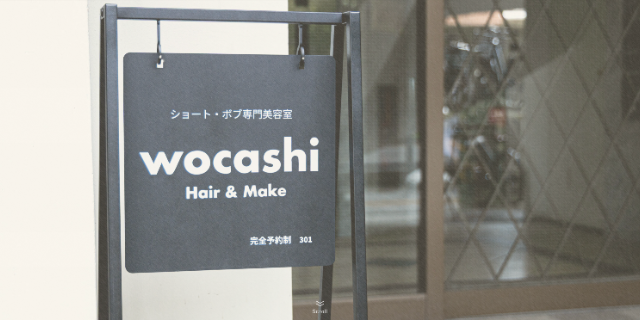 ショート・ボブ専門美容室
wocashi
Hair & Make
完全予約制 301
Scroll